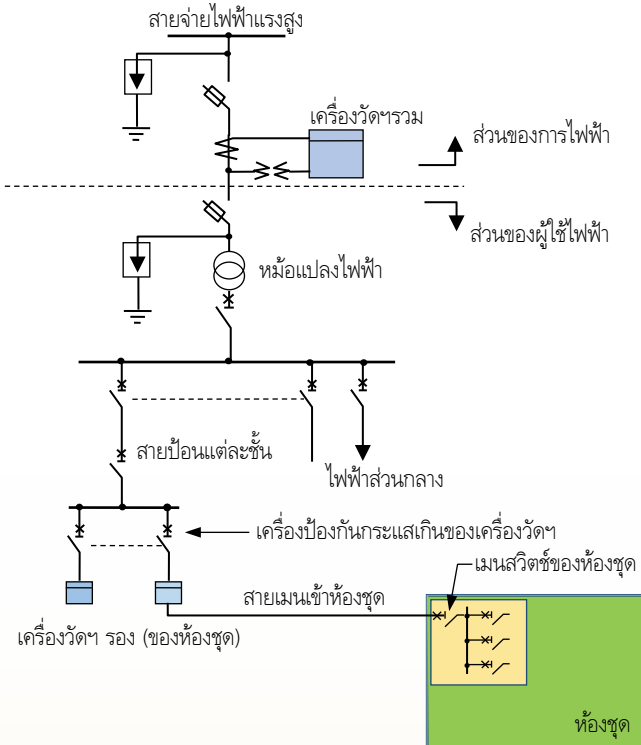 สายจ่ายไฟฟ้าแรงสูง
เครื่องวัดฯรวม
ส่วนของการไฟฟ้า
ส่วนของผู้ใช้ไฟฟ้า
หม้อแปลงไฟฟ้า
สายป้อนแต่ละชั้น
ไฟฟ้าส่วนกลาง
เครื่องป้องกันกระแสเกินของเครื่องวัดฯ
เมนสวิตช์ของห้องชุด
สายเมนเข้าห้องชุด
เครื่องวัดฯ รอง (ของห้องชุด)
ห้องชุด